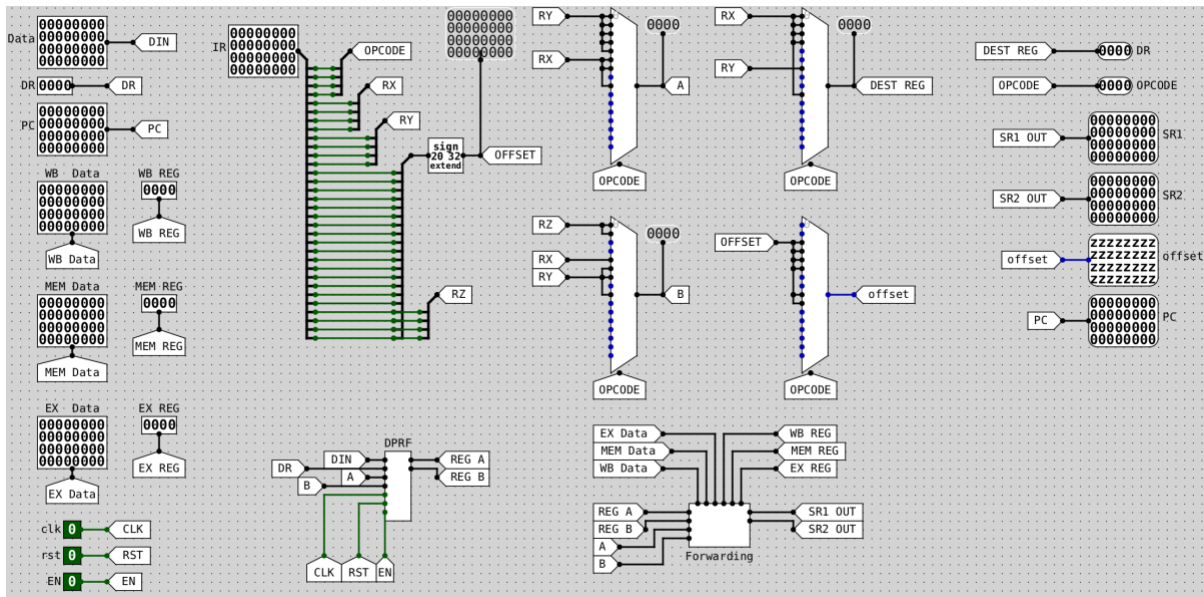 Data
00000000
00000000
00000000
00000000
DIN
DR
0000
DR
PC
00000000
00000000
00000000
00000000
PC
WB Data
00000000
00000000
00000000
00000000
WB Data
WB REG
0000
WB REG
MEM Data
00000000
00000000
00000000
00000000
MEM Data
MEM REG
0000
MEM REG
EX Data
00000000
00000000
00000000
00000000
EX Data
EX REG
0000
EX REG
clk 0 CLK
rst 0 RST
EN 0 EN
IR
00000000
00000000
00000000
00000000
OPCODE
RX
RY
sign
20 32
extend
OFFSET
00000000
00000000
00000000
00000000
RZ
DPRF
DIN
DR
A
B
REG A
REG B
CLK
RST
EN
RY
RX
0000
A
OPCODE
RX
RY
0000
DEST REG
OPCODE
RZ
RX
RY
0000
B
OPCODE
OFFSET
offset
OPCODE
EX Data
MEM Data
WB Data
WB REG
MEM REG
EX REG
REG A
REG B
A
B
SR1 OUT
SR2 OUT
Forwarding
DEST REG 0000 DR
OPCODE 0000 OPCODE
SR1 OUT
00000000
00000000
00000000
00000000
SR1
SR2 OUT
00000000
00000000
00000000
00000000
SR2
offset
ZZZZZZZZ
ZZZZZZZZ
ZZZZZZZZ
ZZZZZZZZ
offset
PC
00000000
00000000
00000000
00000000
PC